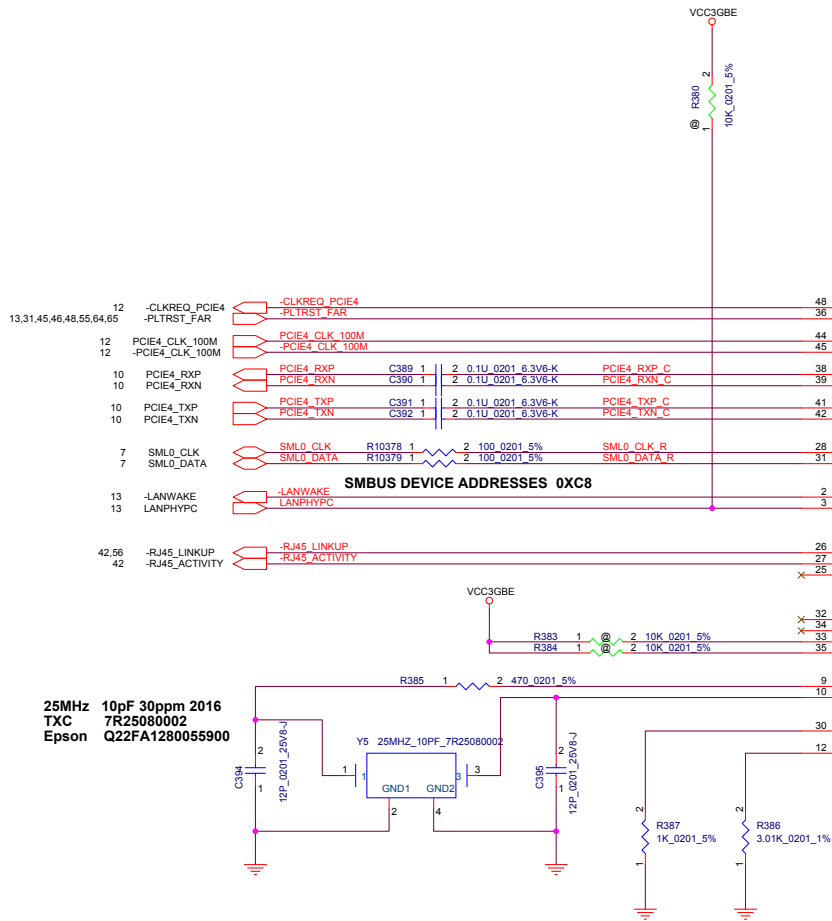 VCC3GBE
2
@ R380
10K_0201_5%
1
12 -CLKREQ_PCIE4 -CLKREQ_PCIE4 48
13,31,45,46,48,55,64,65 -PLTRST_FAR -PLTRST_FAR 36
12 PCIE4_CLK_100M PCIE4_CLK_100M 44
12 -PCIE4_CLK_100M -PCIE4_CLK_100M 45
10 PCIE4_RXP PCIE4_RXP C389 1 2 0.1U_0201_6.3V6-K PCIE4_RXP_C 38
10 PCIE4_RXN PCIE4_RXN C390 1 2 0.1U_0201_6.3V6-K PCIE4_RXN_C 39
10 PCIE4_TXP PCIE4_TXP C391 1 2 0.1U_0201_6.3V6-K PCIE4_TXP_C 41
10 PCIE4_TXN PCIE4_TXN C392 1 2 0.1U_0201_6.3V6-K PCIE4_TXN_C 42
7 SML0_CLK SML0_CLK R10378 1 2 100_0201_5% SML0_CLK_R 28
7 SML0_DATA SML0_DATA R10379 1 2 100_0201_5% SML0_DATA_R 31
SMBUS DEVICE ADDRESSES 0XC8
13 -LANWAKE -LANWAKE 2
13 LANPHYPC LANPHYPC 3
42,56 -RJ45_LINKUP -RJ45_LINKUP 26
42 -RJ45_ACTIVITY -RJ45_ACTIVITY 27
25
VCC3GBE
32
34
R383 1 @ 2 10K_0201_5% 33
R384 1 @ 2 10K_0201_5% 35
R385 1 2 470_0201_5% 9
10
25MHz 10pF 30ppm 2016
TXC 7R25080002
Epson Q22FA1280055900
30
12
Y5 25MHZ_10PF_7R25080002
2
C394
12P_0201_25V8-J
1
1 1 3 3
GND1 GND2
2 4
2
C395
12P_0201_25V8-J
1
2
R387
1K_0201_5%
1
2
R386
3.01K_0201_1%
1